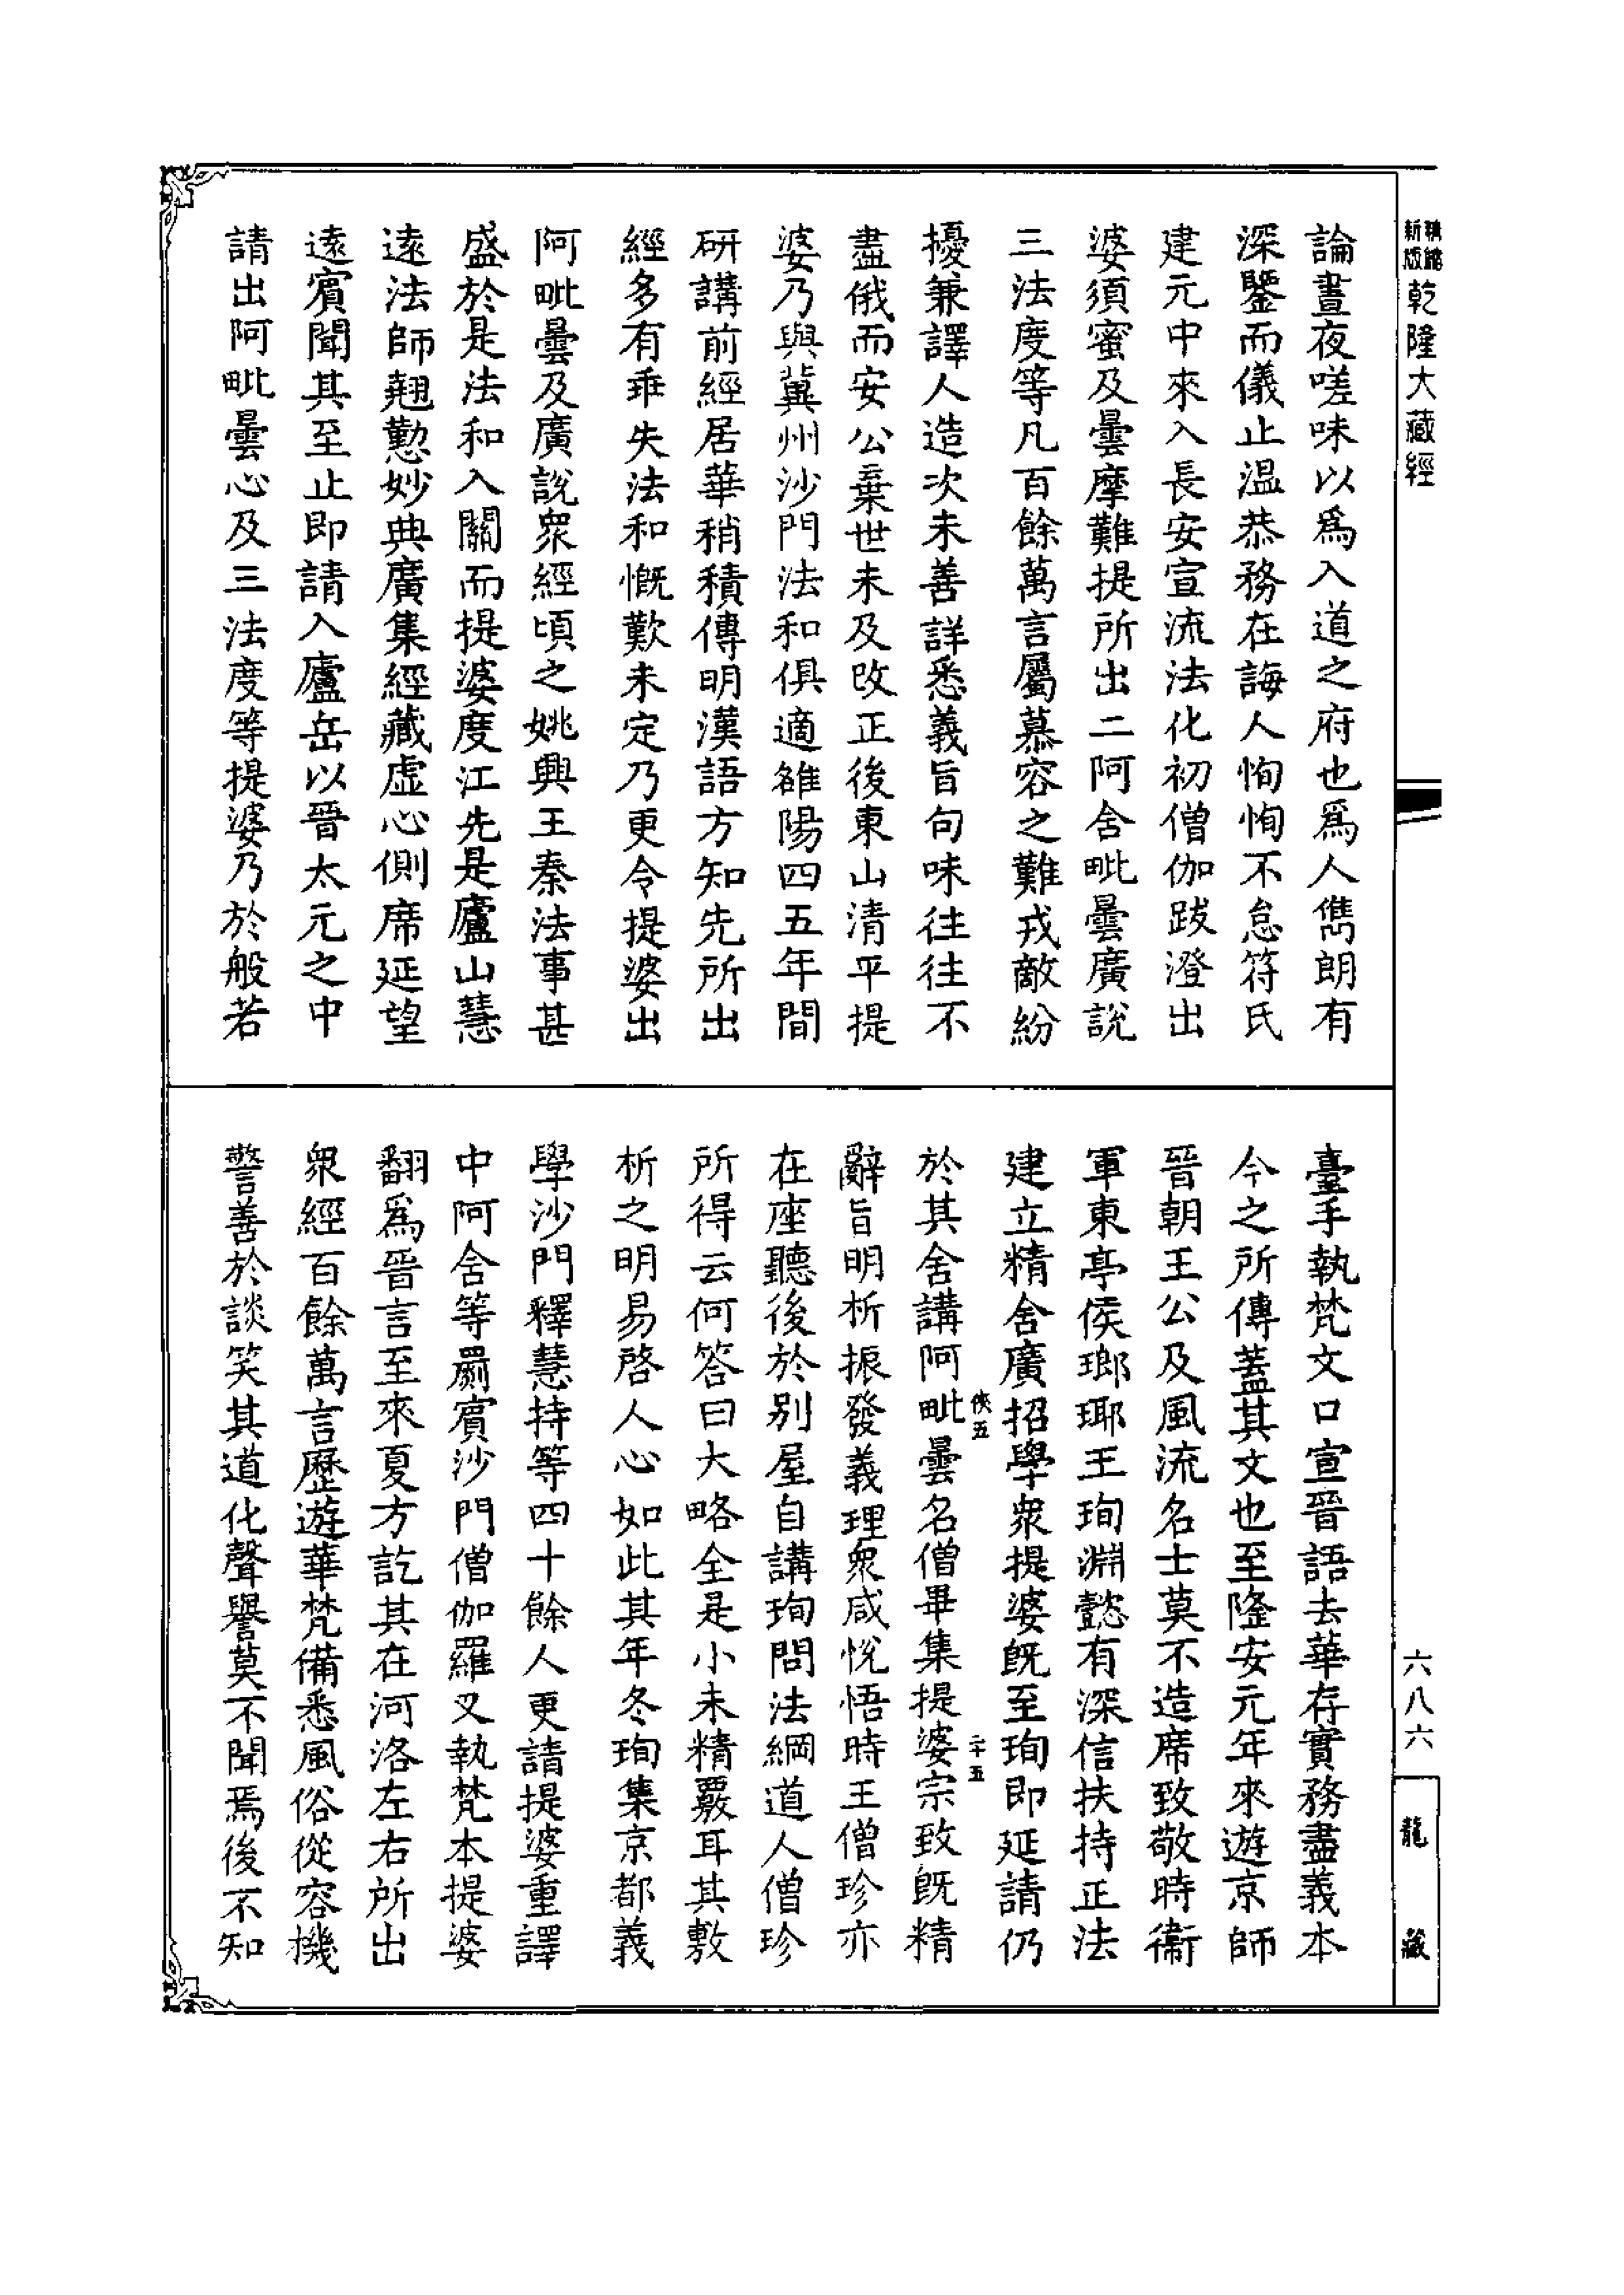 新版
精縮
乾隆大藏經
論晝夜嗟味以爲入道之府也爲人儁朗有
深鑒而儀止温恭務在誨人恂恂不怠符氏
建元中來入長安宣流法化初僧伽跋澄出
婆須蜜及曇摩難提所出二阿舍毗曇廣說
三法度等凡百餘萬言屬慕容之難戎敵紛
擾兼譯人造次未善詳悉義旨句味往往不
盡俄而安公棄世未及改正後東山清平提
婆乃與冀州沙門法和俱適雒陽四五年間
研講前經居華稍積傳明漢語方知先所出
經多有乖失法和慨歎未定乃更令提婆出
阿毗曇及廣說衆經頃之姚興王秦法事甚
盛於是法和入關而提婆度江先是廬山慧
逺法師翹懃妙典廣集經藏虛心側席延望
逺賓聞其至止即請入廬岳以晉太元之中
請出阿毗曇心及三法度等提婆乃於般若
臺手執梵文口宣晉語去華存實務盡義本
今之所傳蓋其文也至隆安元年來遊京師
晉朝王公及風流名士莫不造席致敬時衞
軍東亭侯瑯瑘王珣淵懿有深信扶持正法
建立精舍廣招學衆提婆旣至珣即延請仍
於其舍講阿毗曇名僧畢集提婆宗致旣精
俠五
二十五
辭旨明析振發義理衆咸悅悟時王僧珍亦
在座聽後於別屋自講珣問法綱道人僧珍
所得云何答曰大略全是小未精覈耳其敷
析之明易啓人心如此其年冬珣集京都義
學沙門釋慧持等四十餘人更請提婆重譯
中阿舍等罽賓沙門僧伽羅叉執梵本提婆
翻爲晉言至來夏方訖其在河洛左右所出
衆經百餘萬言歷遊華梵備悉風俗從容機
警善於談笑其道化聲譽莫不聞焉後不知
六八六
龍藏